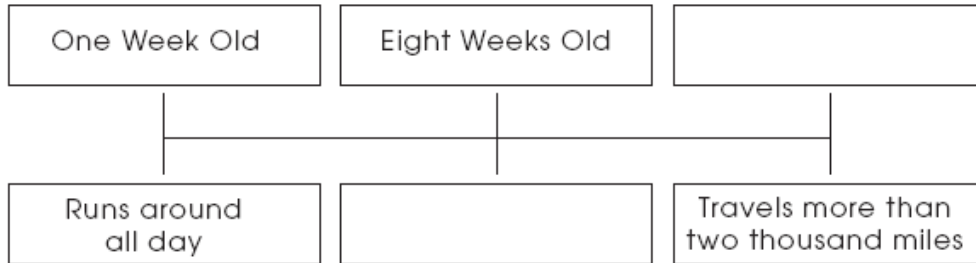 One Week Old
Eight Weeks Old
Runs around
all day
Travels more than
two thousand miles